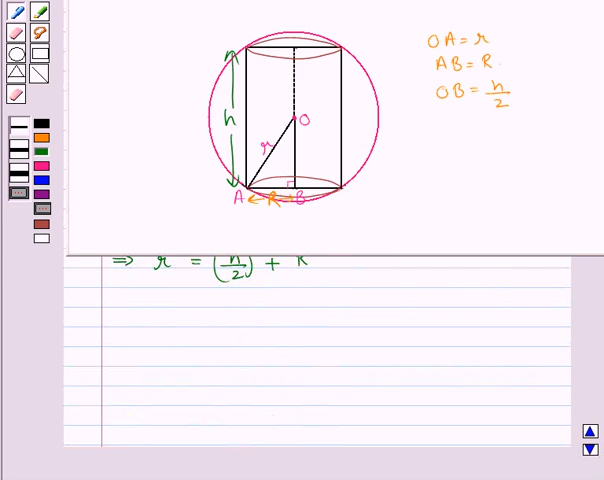 OA = r
AB = R
OB = h/2
h
O
r
A
R
B
⇒ r = (h/2) + R